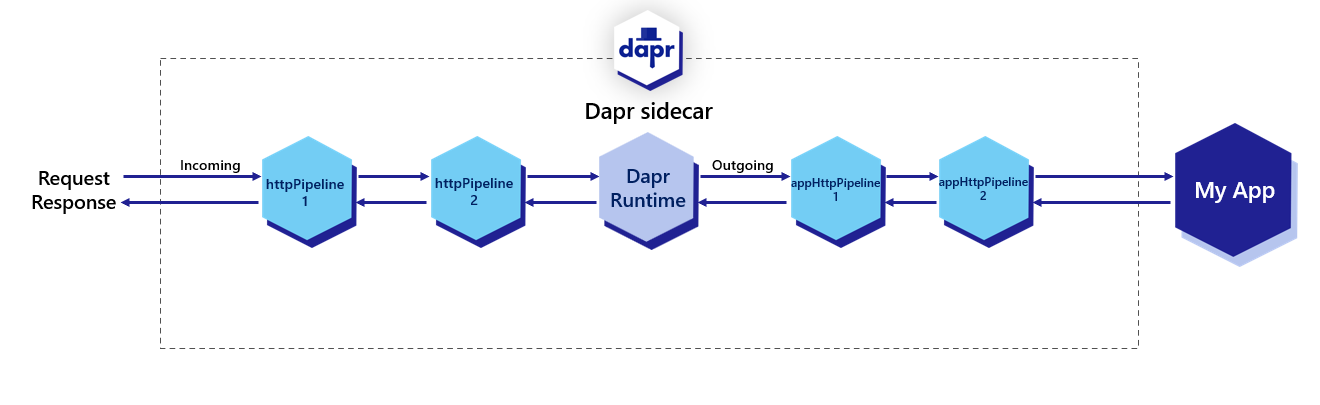 dapr
Dapr sidecar
Request
Response
Incoming
httpPipeline
1
httpPipeline
2
Dapr
Runtime
Outgoing
appHttpPipeline
1
appHttpPipeline
2
My App